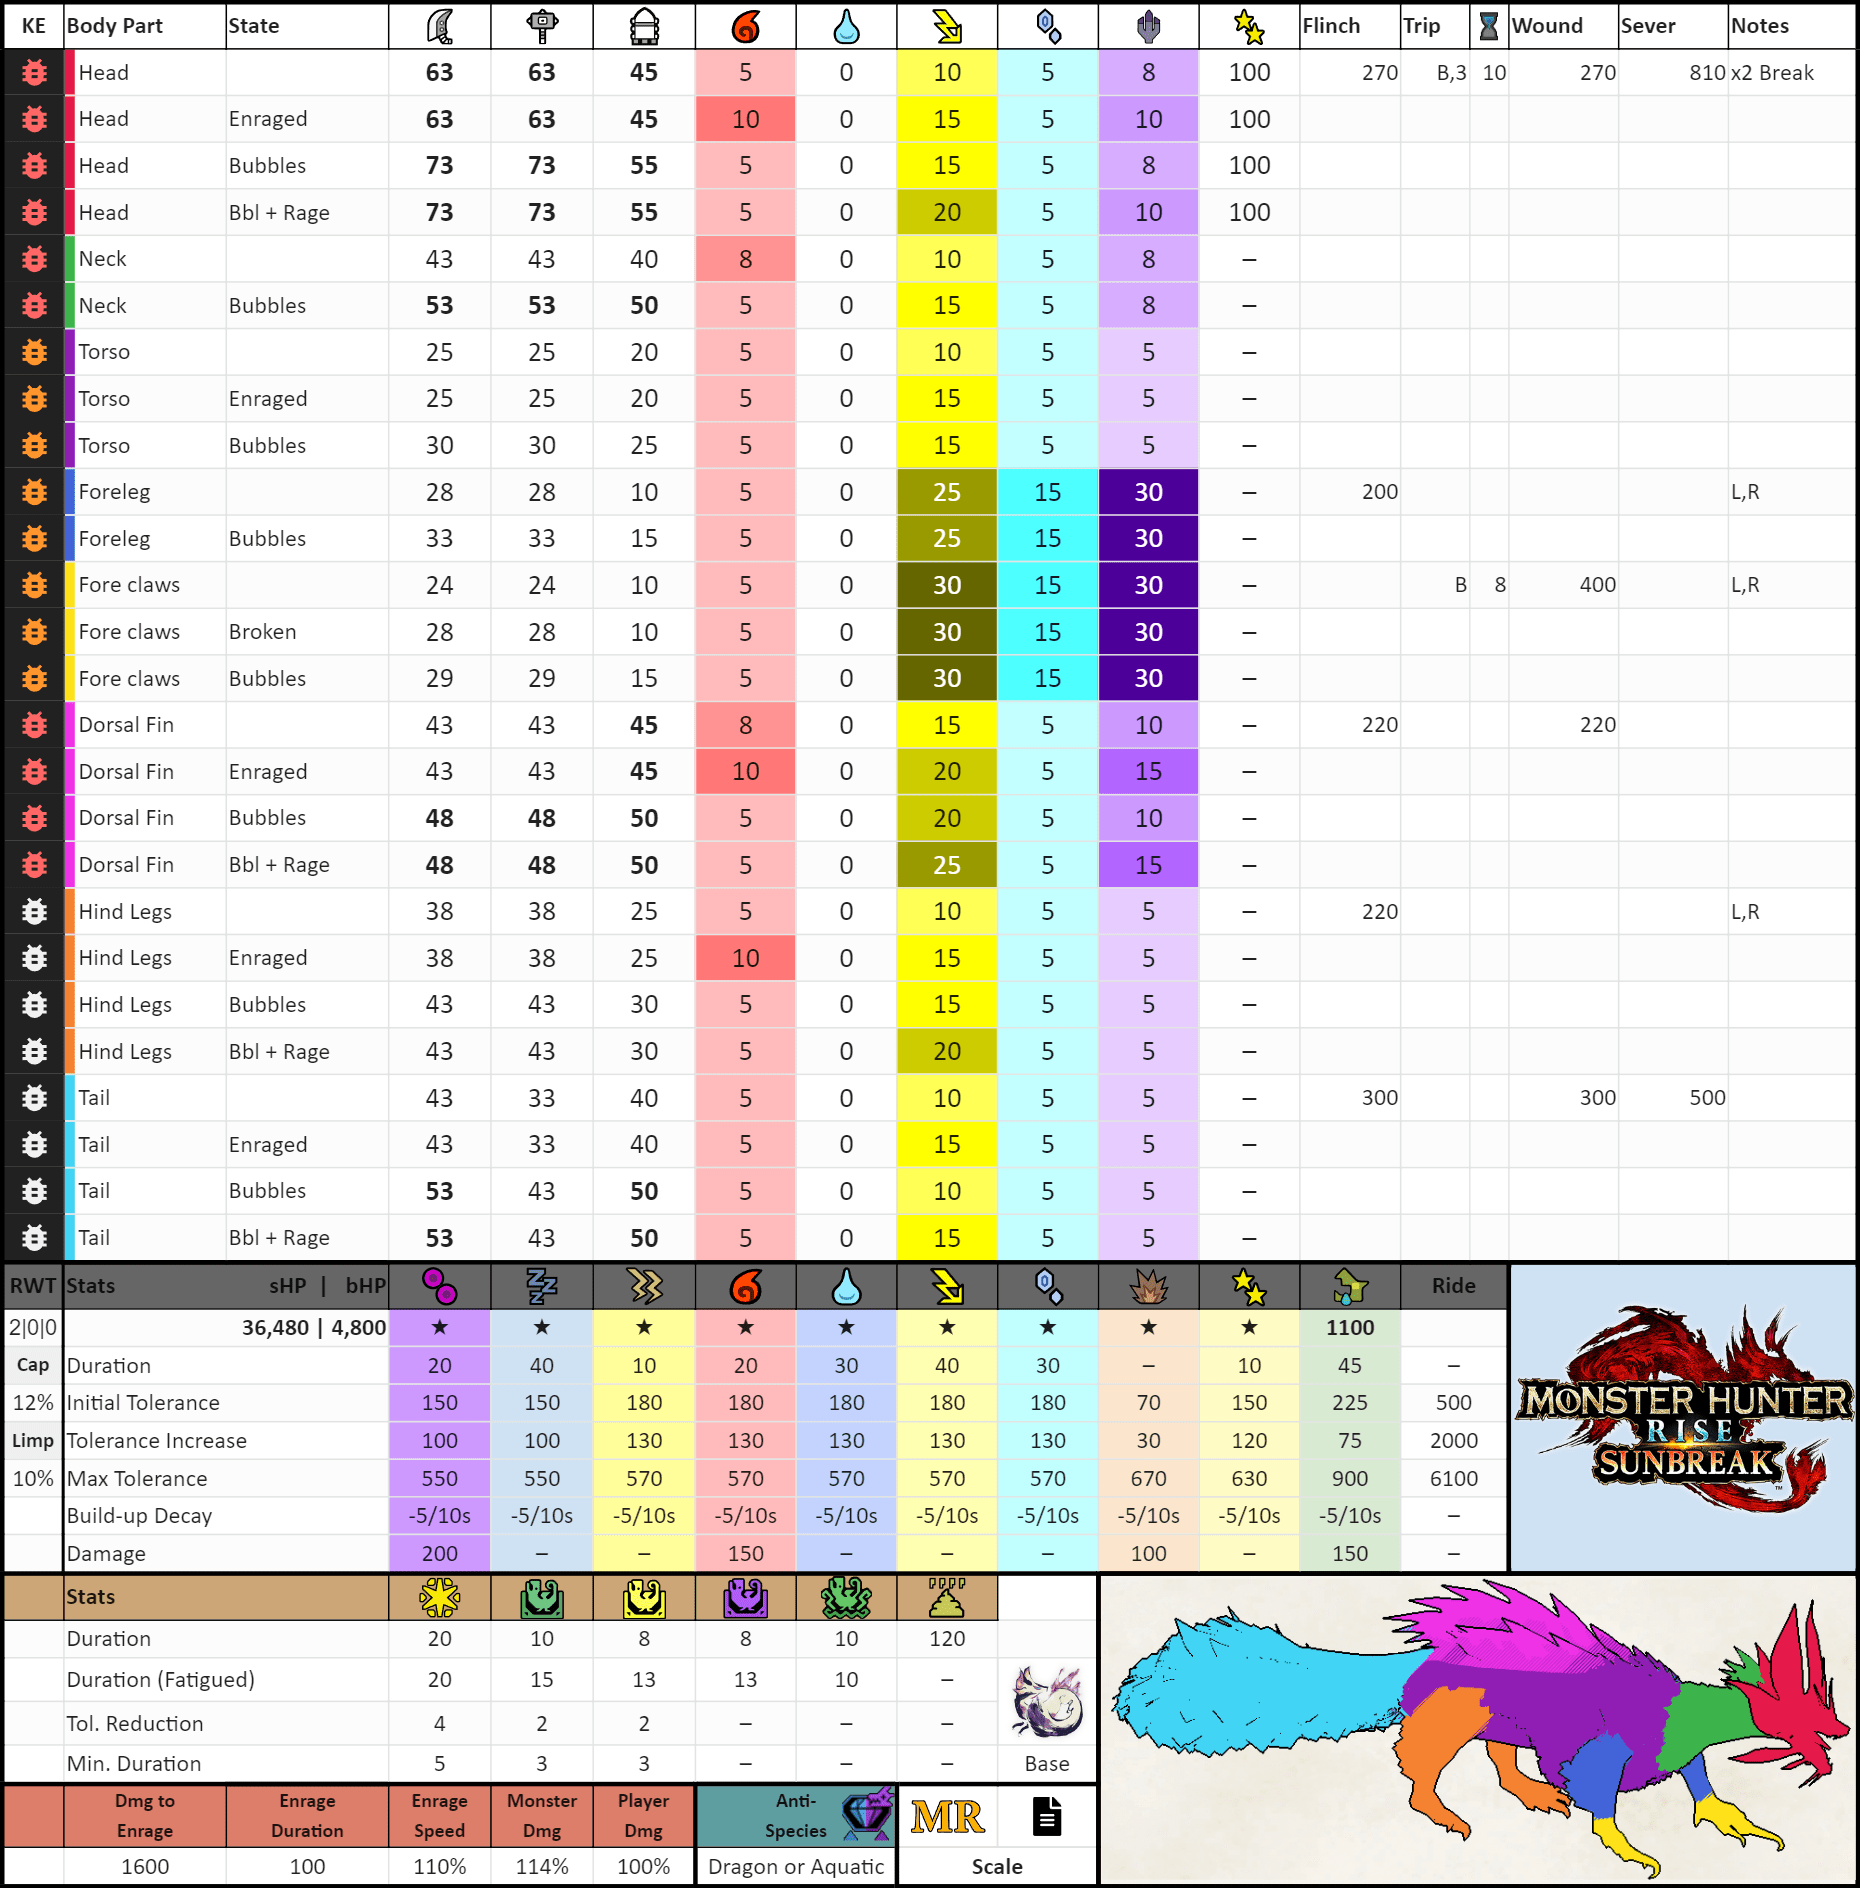 KE Body Part State Flinch Trip Wound Sever Notes
Head 63 63 45 5 0 10 5 8 100 270 B,3 10 270 810 x2 Break
Head Enraged 63 63 45 10 0 15 5 10 100
Head Bubbles 73 73 55 5 0 15 5 8 100
Head Bbl + Rage 73 73 55 5 0 20 5 10 100
Neck 43 43 40 8 0 10 5 8 –
Neck Bubbles 53 53 50 5 0 15 5 8 –
Torso 25 25 20 5 0 10 5 5 –
Torso Enraged 25 25 20 5 0 15 5 5 –
Torso Bubbles 30 30 25 5 0 15 5 5 –
Foreleg 28 28 10 5 0 25 15 30 – 200 L,R
Foreleg Bubbles 33 33 15 5 0 25 15 30 –
Fore claws 24 24 10 5 0 30 15 30 – B 8 400 L,R
Fore claws Broken 28 28 10 5 0 30 15 30 –
Fore claws Bubbles 29 29 15 5 0 30 15 30 –
Dorsal Fin 43 43 45 8 0 15 5 10 – 220 220
Dorsal Fin Enraged 43 43 45 10 0 20 5 15 –
Dorsal Fin Bubbles 48 48 50 5 0 20 5 10 –
Dorsal Fin Bbl + Rage 48 48 50 5 0 25 5 15 –
Hind Legs 38 38 25 5 0 10 5 5 – 220 L,R
Hind Legs Enraged 38 38 25 10 0 15 5 5 –
Hind Legs Bubbles 43 43 30 5 0 15 5 5 –
Hind Legs Bbl + Rage 43 43 30 5 0 20 5 5 –
Tail 43 33 40 5 0 10 5 5 – 300 300 500
Tail Enraged 43 33 40 5 0 15 5 5 –
Tail Bubbles 53 43 50 5 0 10 5 5 –
Tail Bbl + Rage 53 43 50 5 0 15 5 5 –
RWT Stats sHP | bHP Ride
2|0|0 36,480 | 4,800 ★ ★ ★ ★ ★ ★ ★ ★ ★ 1100
Cap Duration 20 40 10 20 30 40 30 – 10 45 –
12% Initial Tolerance 150 150 180 180 180 180 180 70 150 225 500
Limp Tolerance Increase 100 100 130 130 130 130 130 30 120 75 2000
10% Max Tolerance 550 550 570 570 570 570 570 670 630 900 6100
Build-up Decay -5/10s -5/10s -5/10s -5/10s -5/10s -5/10s -5/10s -5/10s -5/10s -5/10s –
Damage 200 – – 150 – – – 100 – 150 –
MONSTER HUNTER
RISE
SUNBREAK
™
Stats
Duration 20 10 8 8 10 120
Duration (Fatigued) 20 15 13 13 10 –
Tol. Reduction 4 2 2 – – –
Min. Duration 5 3 3 – – – Base
Dmg to Enrage Enrage Duration Enrage Speed Monster Dmg Player Dmg Anti-Species MR
1600 100 110% 114% 100% Dragon or Aquatic Scale